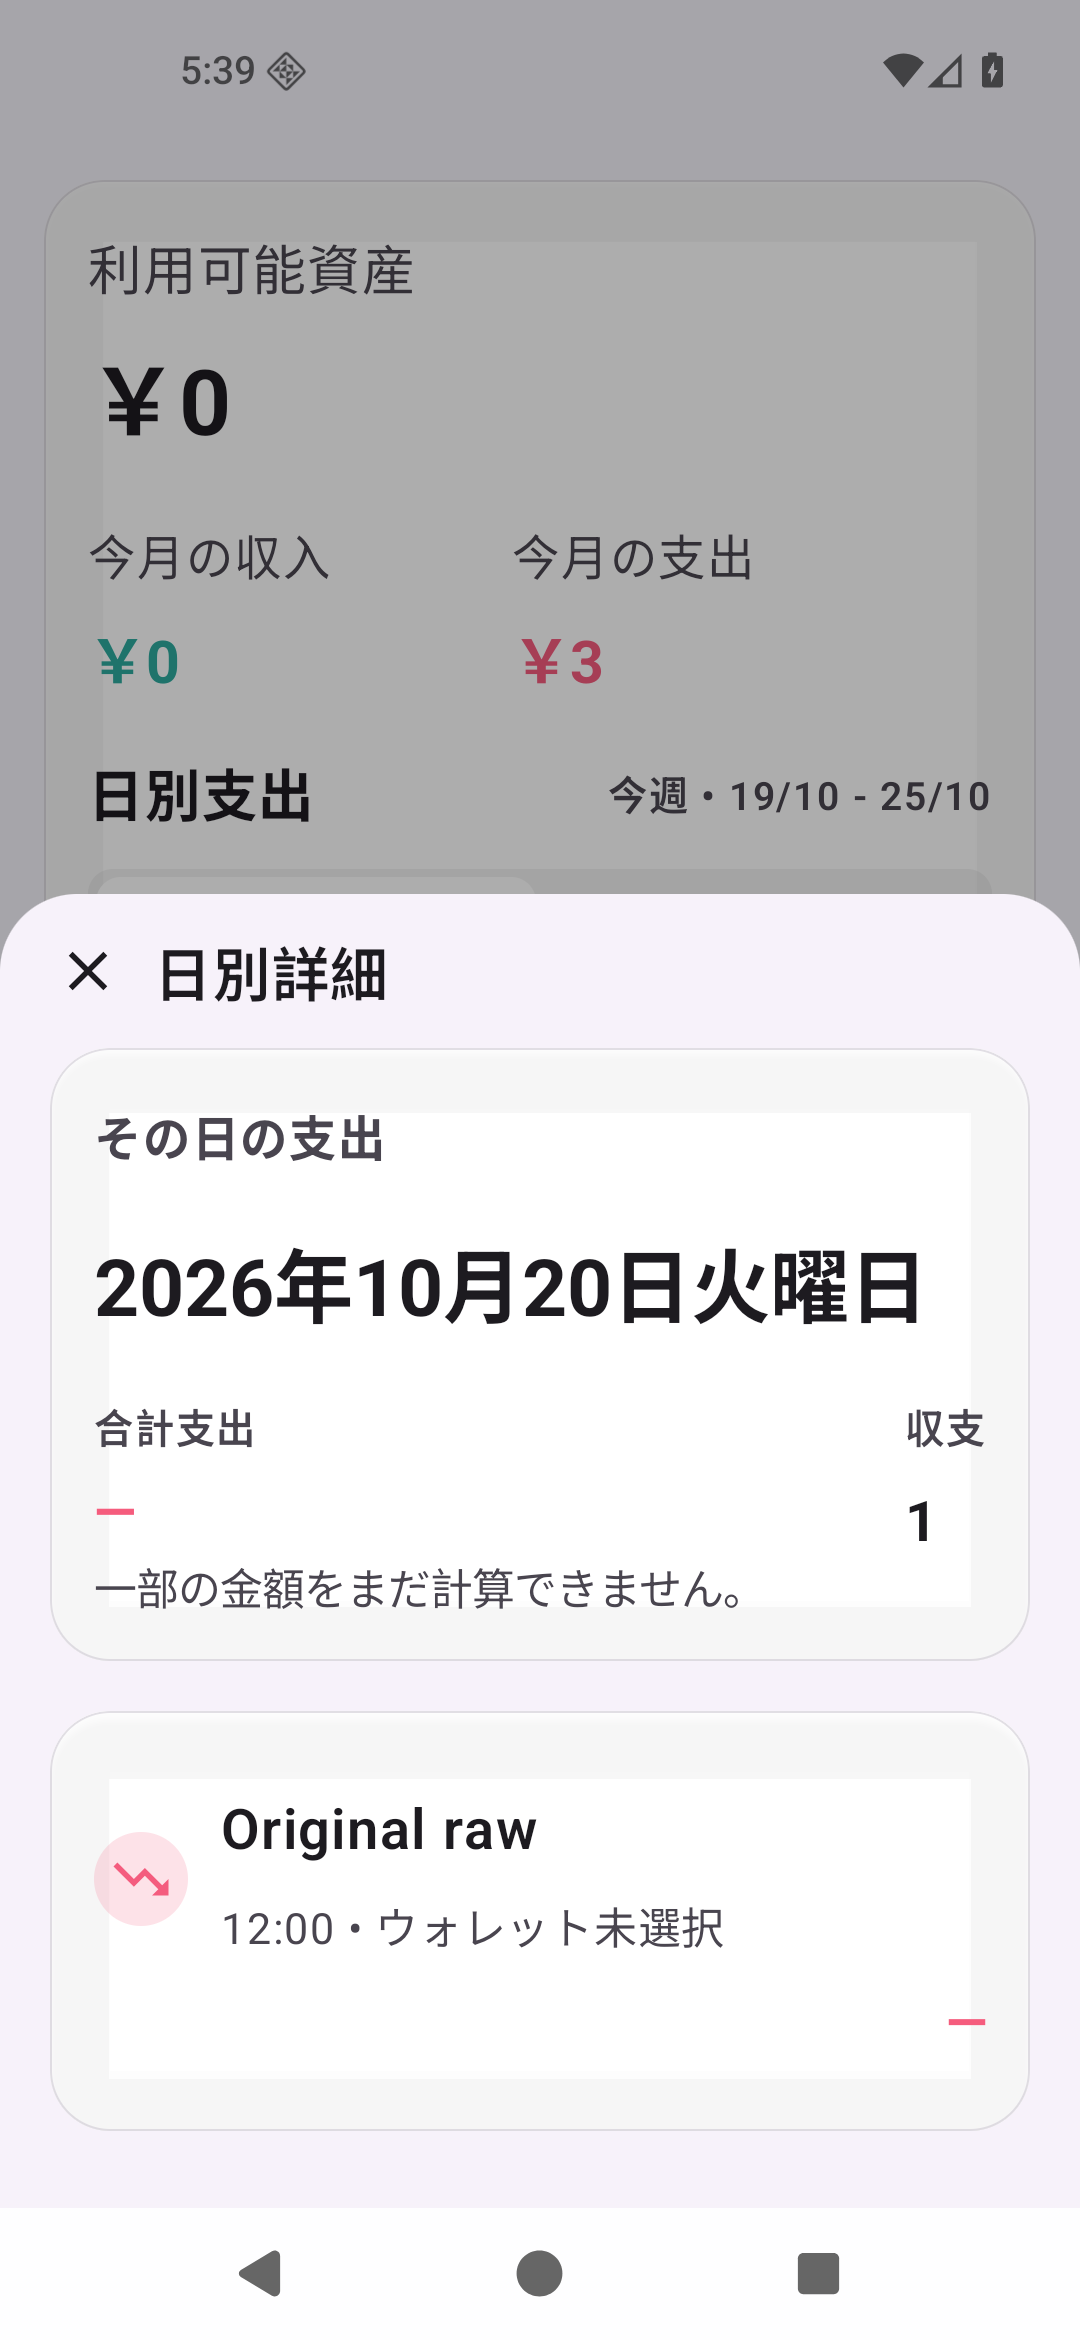 5:39
利用可能資産
￥0
今月の収入 今月の支出
￥0 ￥3
日別支出 今週・19/10 - 25/10
日別詳細
その日の支出
2026年10月20日火曜日
合計支出 収支
— 1
一部の金額をまだ計算できません。
Original raw
12:00・ウォレット未選択
—